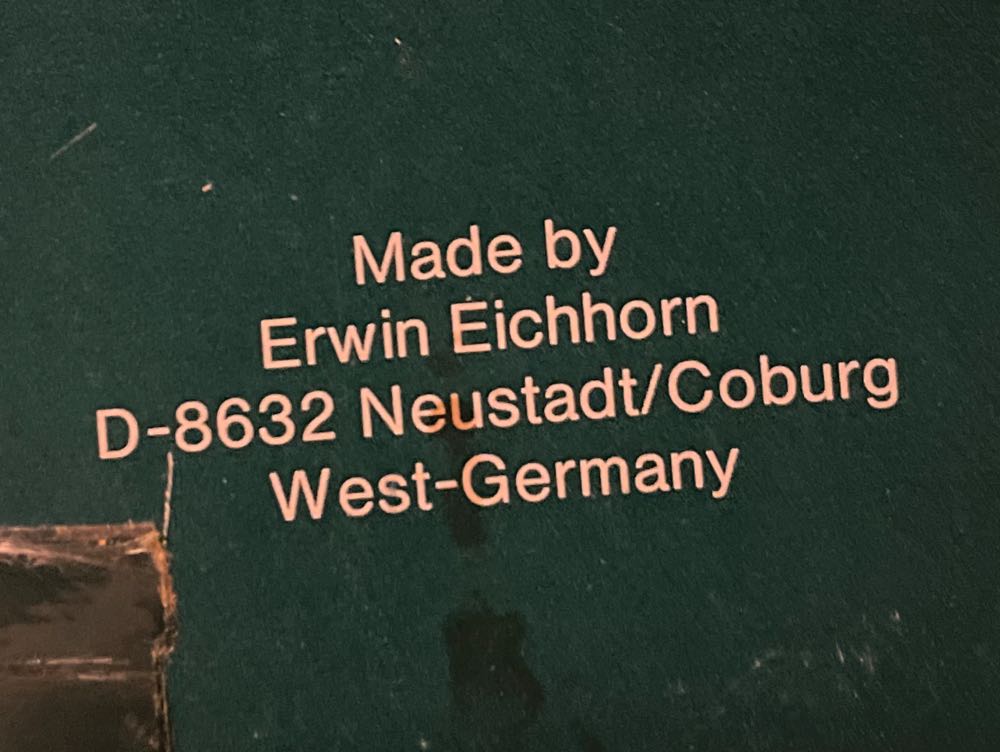 Made by
Erwin Eichhorn
D-8632 Neustadt/Coburg
West-Germany